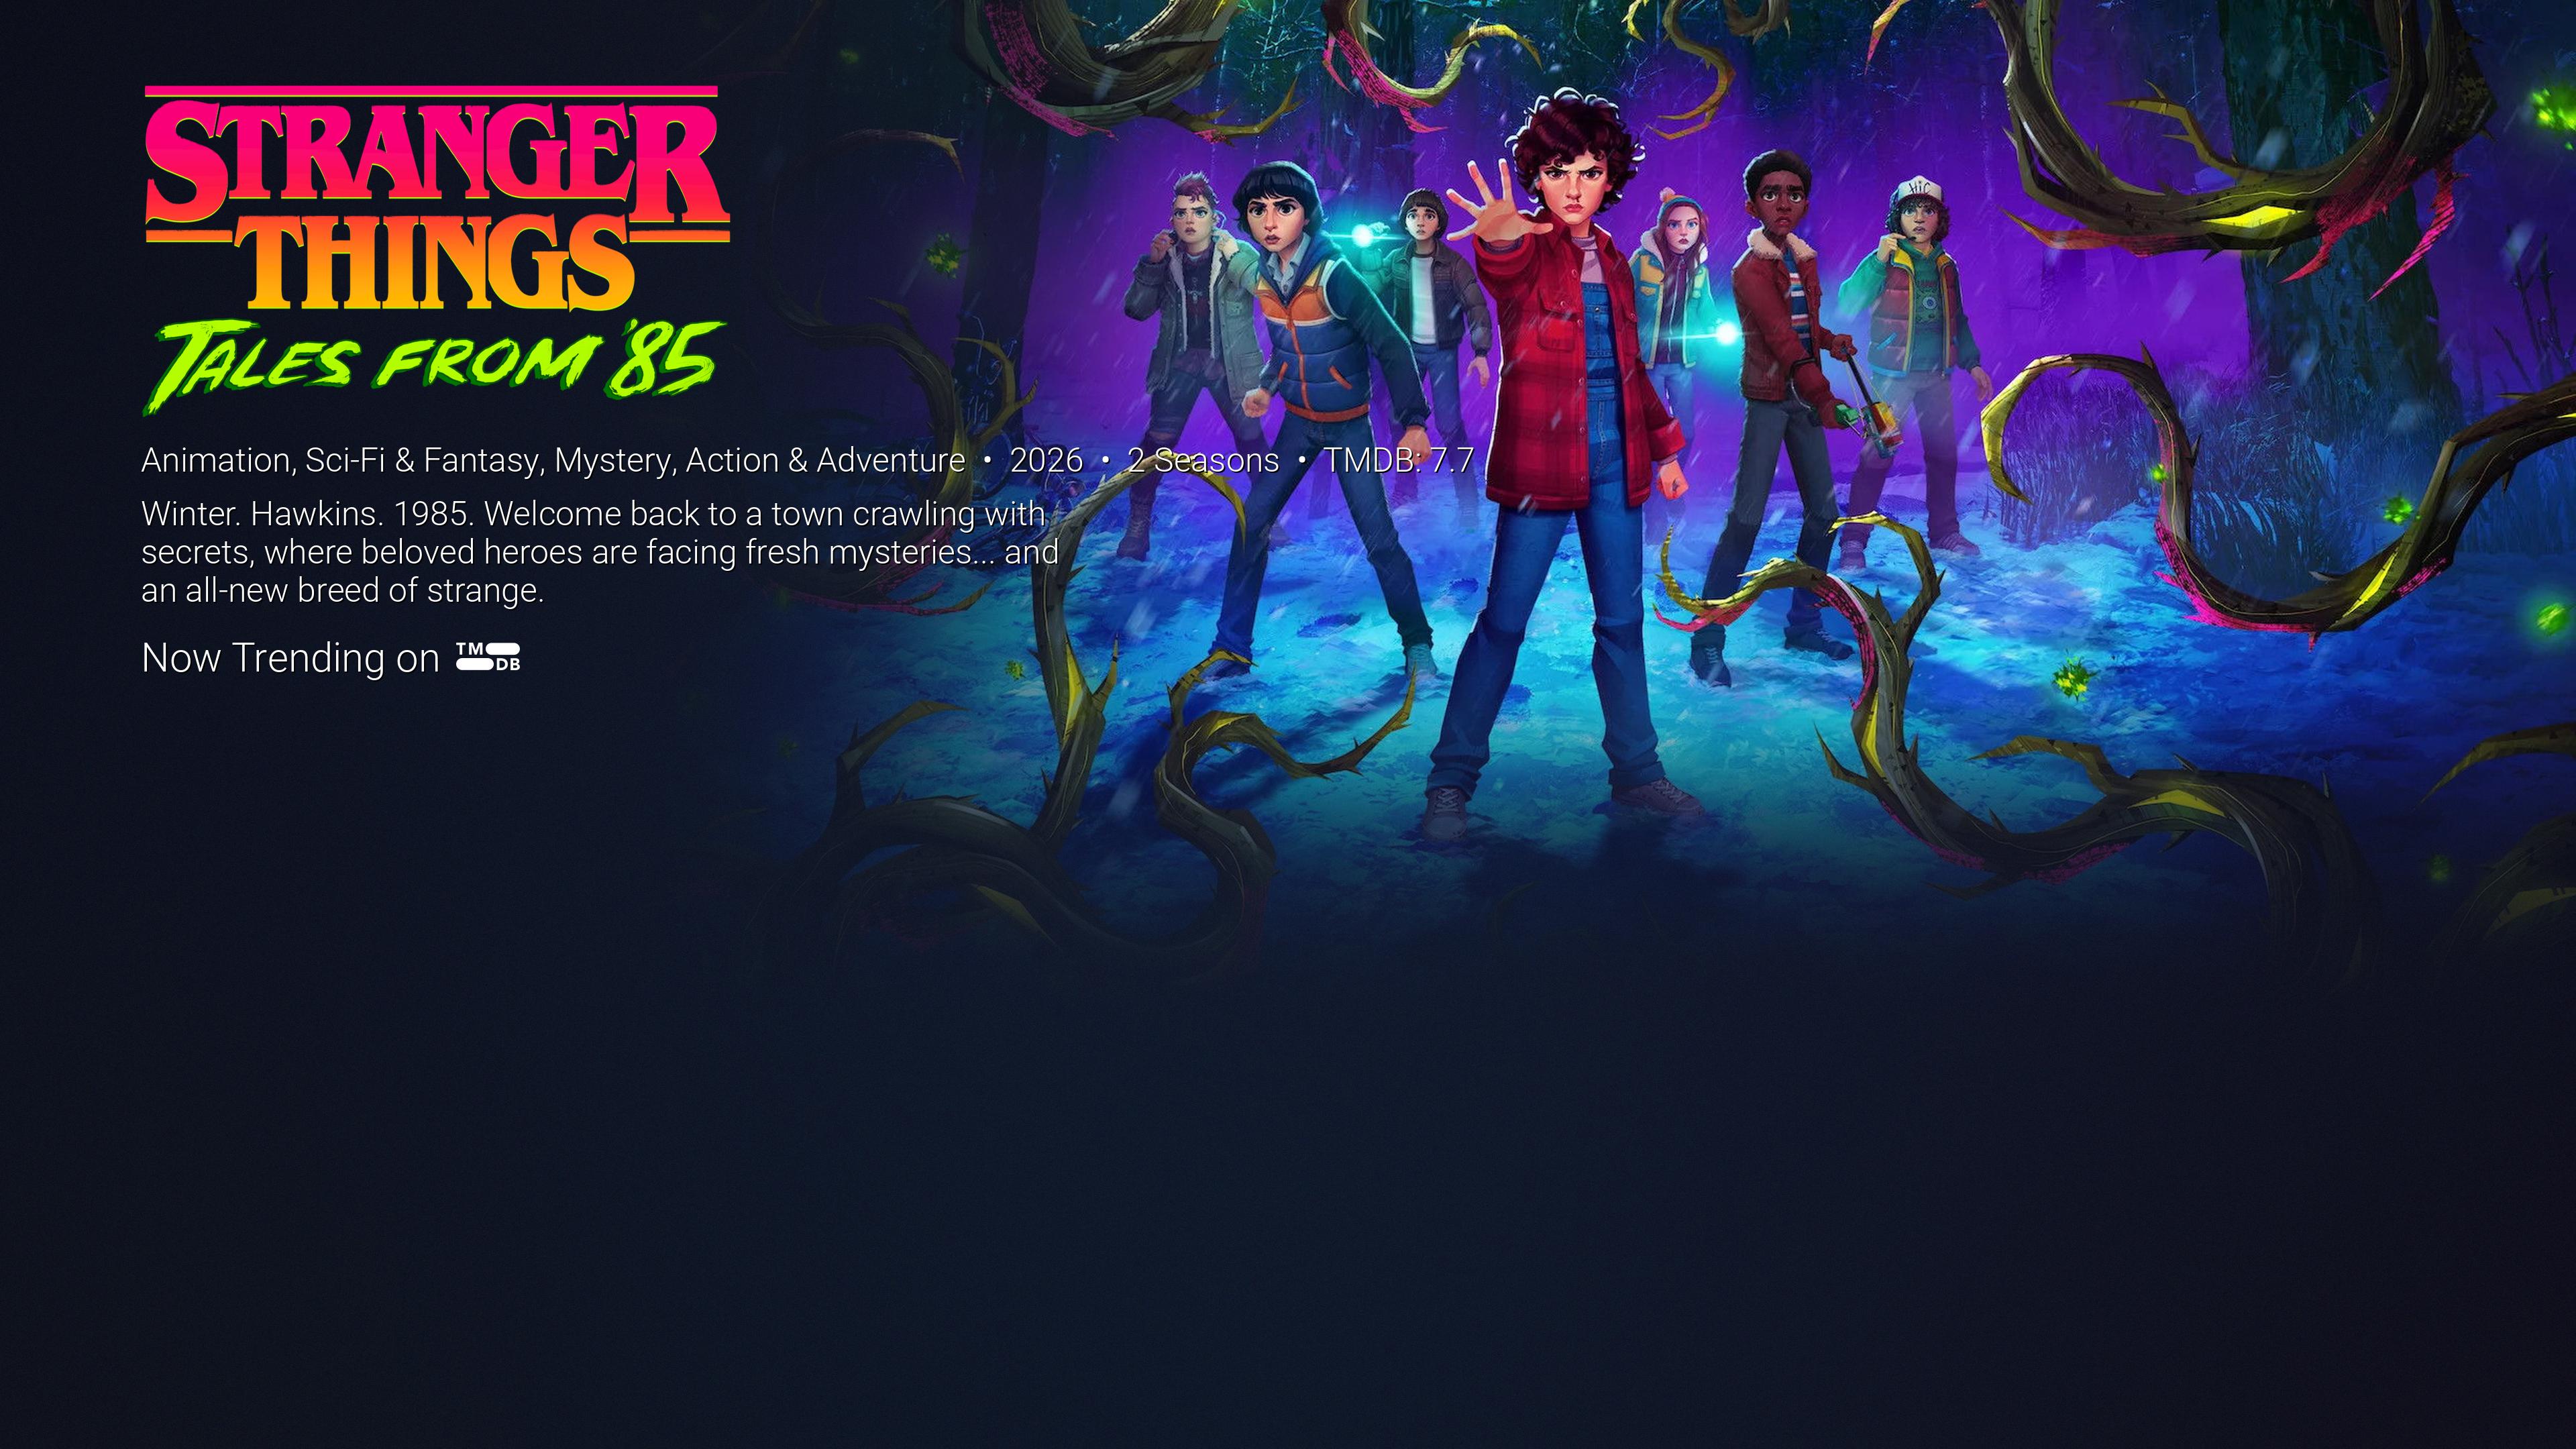 STRANGER
THINGS
TALES FROM '85
Animation, Sci-Fi & Fantasy, Mystery, Action & Adventure • 2026 • 2 Seasons • TMDB: 7.7
Winter. Hawkins. 1985. Welcome back to a town crawling with
secrets, where beloved heroes are facing fresh mysteries... and
an all-new breed of strange.
Now Trending on TMDB
HIC